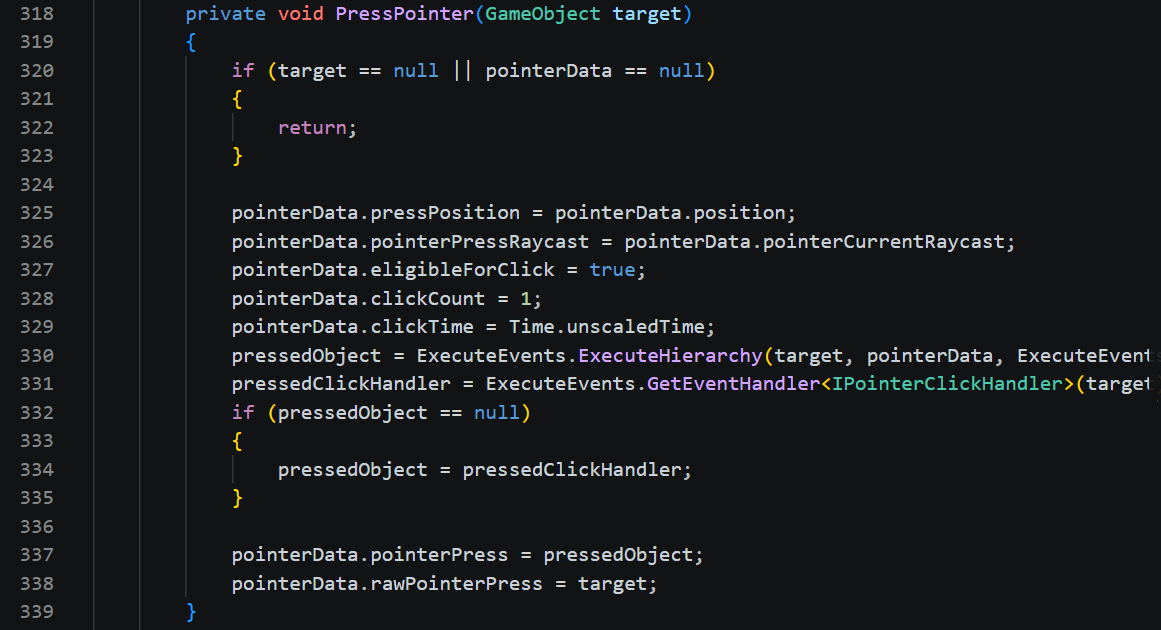 318 private void PressPointer(GameObject target)
319 {
320 if (target == null || pointerData == null)
321 {
322 return;
323 }
324
325 pointerData.pressPosition = pointerData.position;
326 pointerData.pointerPressRaycast = pointerData.pointerCurrentRaycast;
327 pointerData.eligibleForClick = true;
328 pointerData.clickCount = 1;
329 pointerData.clickTime = Time.unscaledTime;
330 pressedObject = ExecuteEvents.ExecuteHierarchy(target, pointerData, ExecuteEvent
331 pressedClickHandler = ExecuteEvents.GetEventHandler<IPointerClickHandler>(target
332 if (pressedObject == null)
333 {
334 pressedObject = pressedClickHandler;
335 }
336
337 pointerData.pointerPress = pressedObject;
338 pointerData.rawPointerPress = target;
339 }